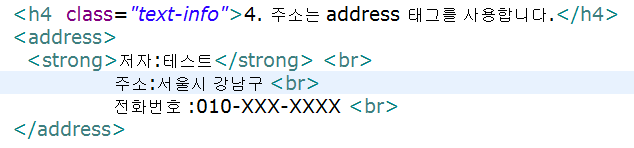 <h4 class="text-info">4. 주소는 address 태그를 사용합니다.</h4>
<address>
<strong>저자:테스트</strong> <br>
주소:서울시 강남구 <br>
전화번호 :010-XXX-XXXX <br>
</address>